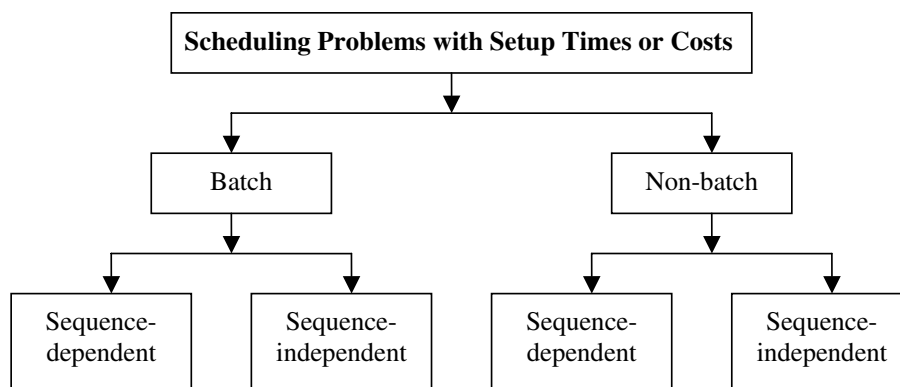 Scheduling Problems with Setup Times or Costs
Batch
Non-batch
Sequence-
dependent
Sequence-
independent
Sequence-
dependent
Sequence-
independent